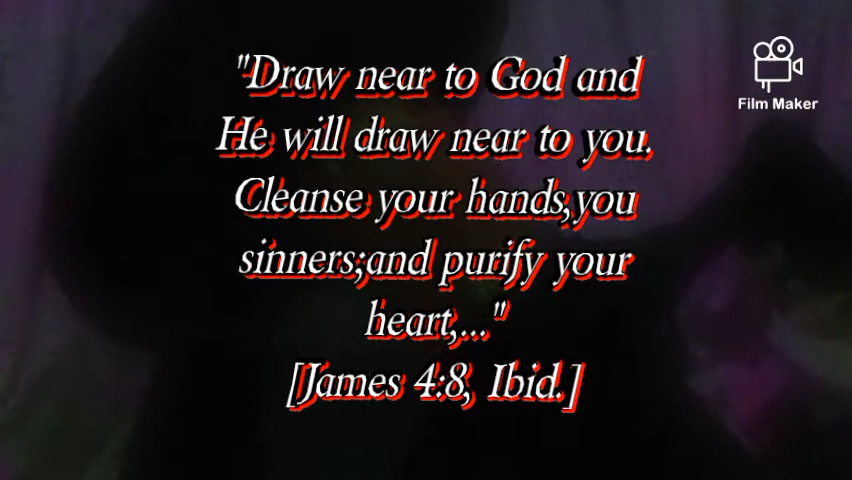 "Draw near to God and
He will draw near to you.
Cleanse your hands,you
sinners;and purify your
heart,..."
[James 4:8, Ibid.]
Film Maker